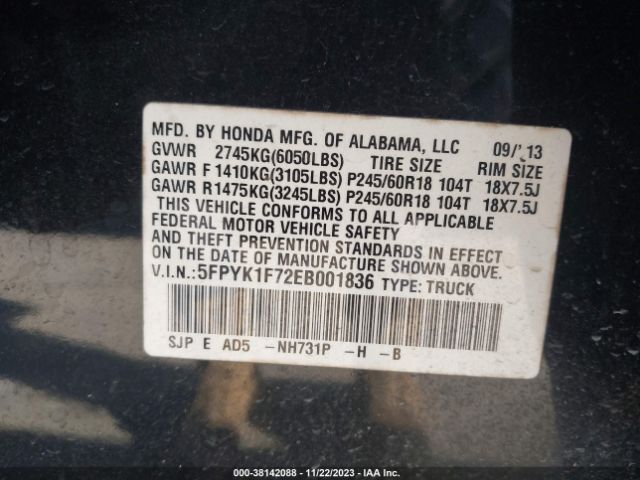 MFD. BY HONDA MFG. OF ALABAMA, LLC 09/13
GVWR 2745KG(6050LBS) TIRE SIZE RIM SIZE
GAWR F 1410KG(3105LBS) P245/60R18 104T 18X7.5J
GAWR R 1475KG(3245LBS) P245/60R18 104T 18X7.5J
THIS VEHICLE CONFORMS TO ALL APPLICABLE
FEDERAL MOTOR VEHICLE SAFETY
AND THEFT PREVENTION STANDARDS IN EFFECT
ON THE DATE OF MANUFACTURE SHOWN ABOVE.
V.I.N.: 5FPYK1F72EB001836 TYPE: TRUCK
SJP E AD5 -NH731P -H -B
000-38142088 - 11/22/2023 - IAAI.com